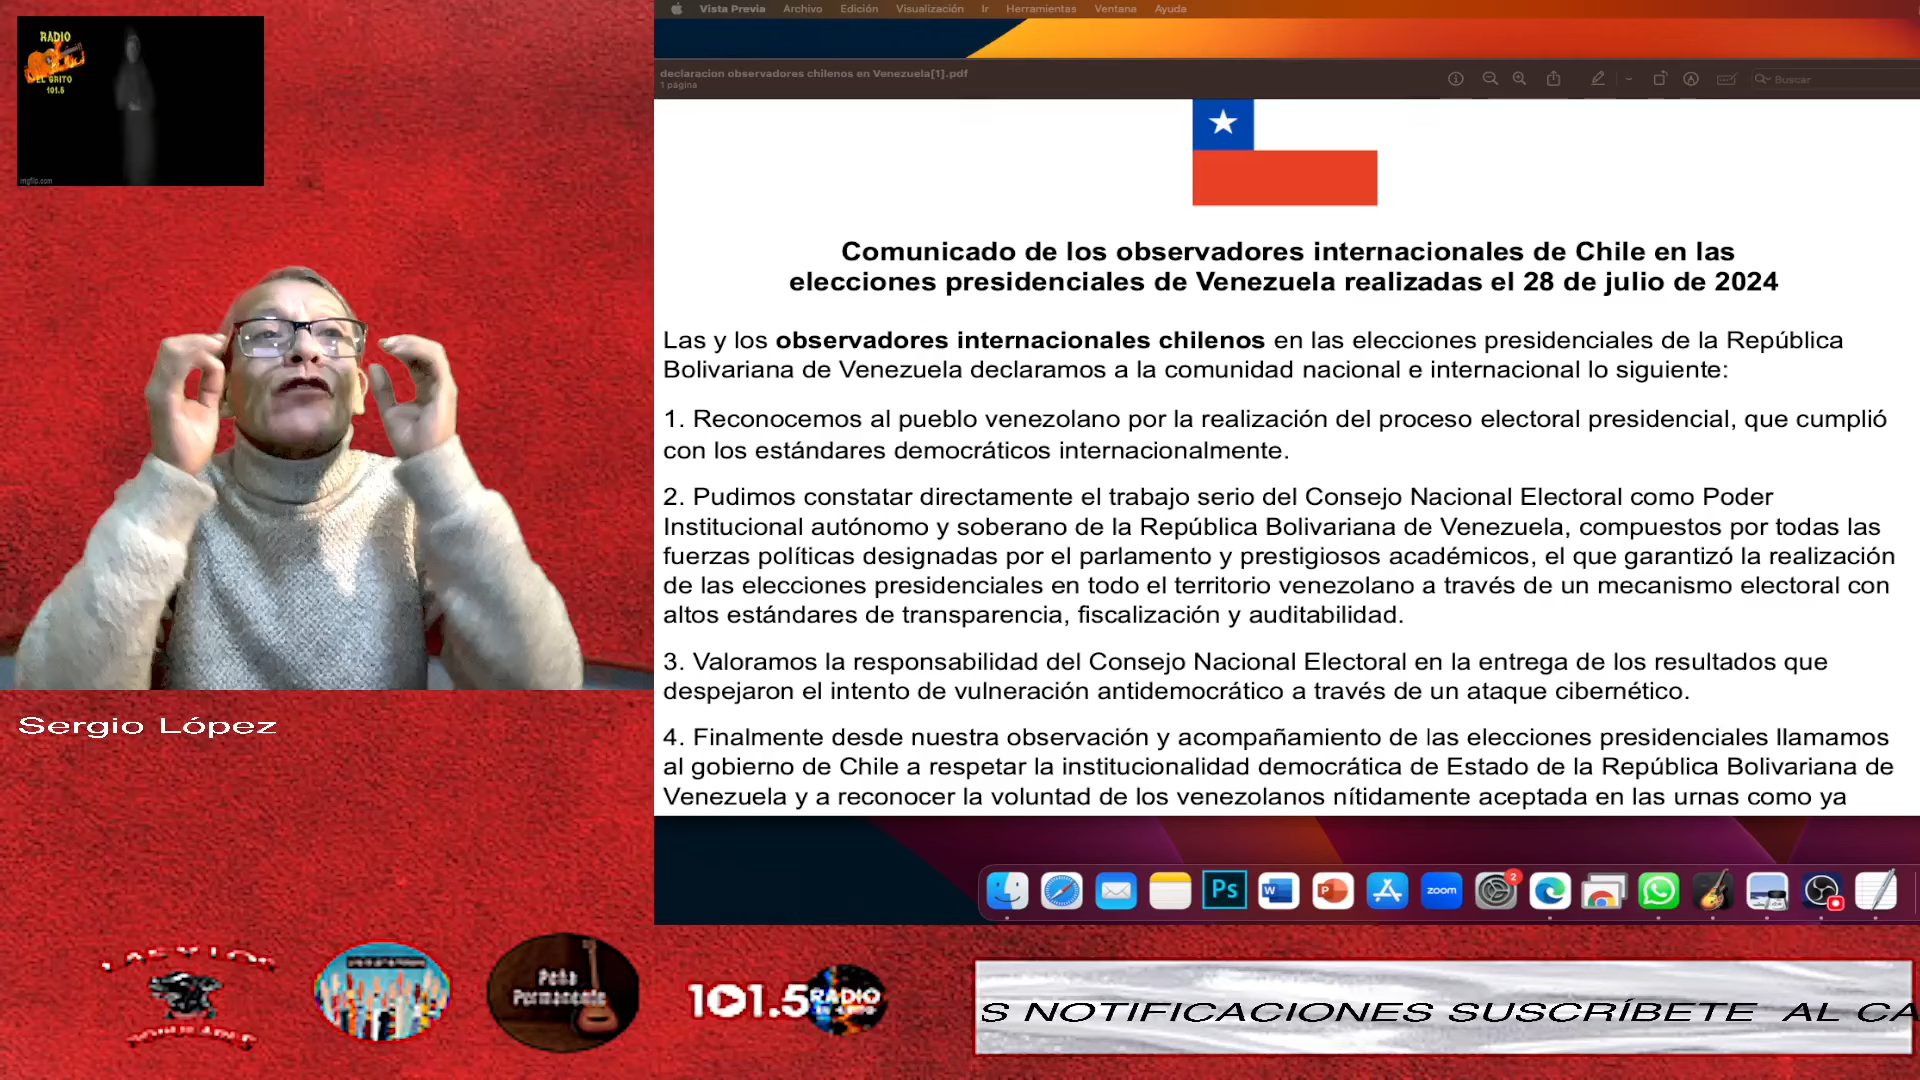 RADIO
EL GRITO
101.5
imgflip.com
Vista Previa Archivo Edición Visualización Ir Herramientas Ventana Ayuda
declaracion observadores chilenos en Venezuela[1].pdf
1 página
Buscar
Comunicado de los observadores internacionales de Chile en las
elecciones presidenciales de Venezuela realizadas el 28 de julio de 2024
Las y los observadores internacionales chilenos en las elecciones presidenciales de la República
Bolivariana de Venezuela declaramos a la comunidad nacional e internacional lo siguiente:
1. Reconocemos al pueblo venezolano por la realización del proceso electoral presidencial, que cumplió
con los estándares democráticos internacionalmente.
2. Pudimos constatar directamente el trabajo serio del Consejo Nacional Electoral como Poder
Institucional autónomo y soberano de la República Bolivariana de Venezuela, compuestos por todas las
fuerzas políticas designadas por el parlamento y prestigiosos académicos, el que garantizó la realización
de las elecciones presidenciales en todo el territorio venezolano a través de un mecanismo electoral con
altos estándares de transparencia, fiscalización y auditabilidad.
3. Valoramos la responsabilidad del Consejo Nacional Electoral en la entrega de los resultados que
despejaron el intento de vulneración antidemocrático a través de un ataque cibernético.
4. Finalmente desde nuestra observación y acompañamiento de las elecciones presidenciales llamamos
al gobierno de Chile a respetar la institucionalidad democrática de Estado de la República Bolivariana de
Venezuela y a reconocer la voluntad de los venezolanos nítidamente aceptada en las urnas como ya
Sergio López
Ps
W
P
zoom
2
Peña
Permanente
101.5 RADIO
EL GRITO
S NOTIFICACIONES SUSCRÍBETE AL CA